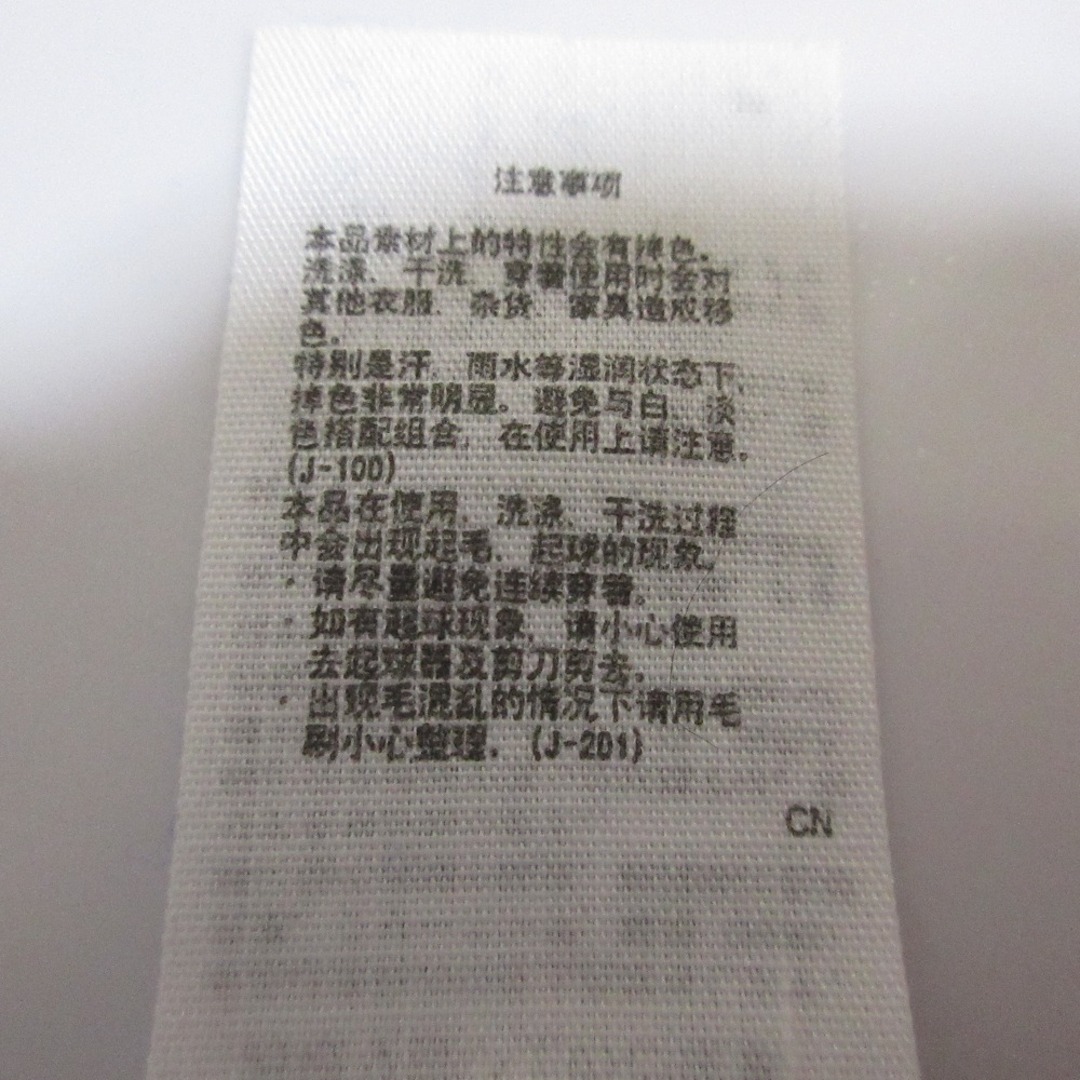 注意事项
本品素材上的特性会有掉色。
洗涤、干洗、穿著使用时会对
其他衣服、杂货、家具造成移
色。
特别是汗、雨水等湿润状态下,
掉色非常明显。避免与白、淡
色搭配组合,在使用上请注意。
(J-100)
本品在使用、洗涤、干洗过程
中会出现起毛、起球的现象。
·请尽量避免连续穿著。
·如有起球现象,请小心使用
去起球器及剪刀剪去。
·出现毛混乱的情况下请用毛
刷小心整理。(J-201)
CN